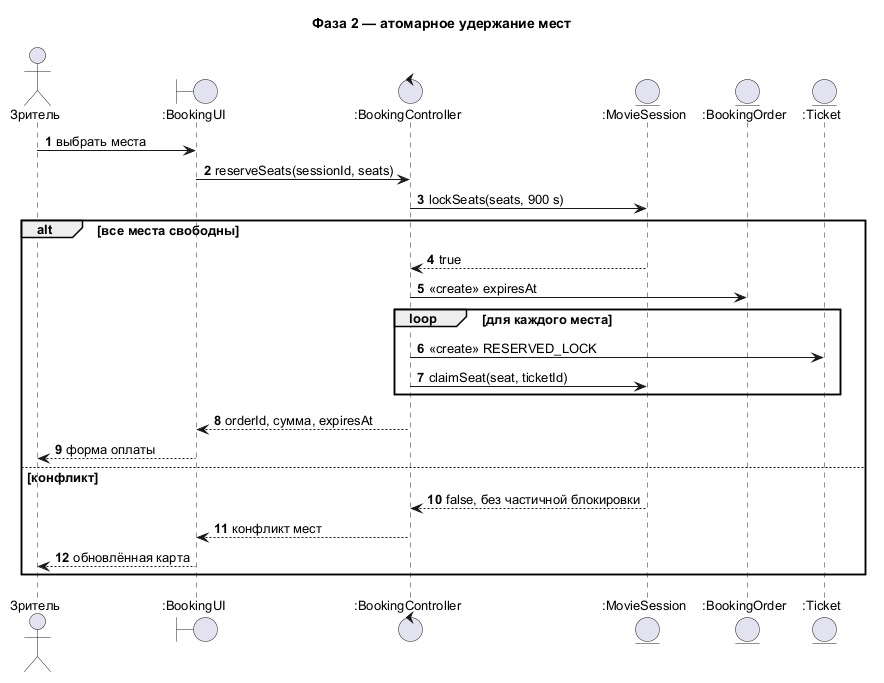 Фаза 2 — атомарное удержание мест
Зритель :BookingUI :BookingController :MovieSession :BookingOrder :Ticket
1 выбрать места
2 reserveSeats(sessionId, seats)
3 lockSeats(seats, 900 s)
alt [все места свободны]
4 true
5 «create» expiresAt
loop [для каждого места]
6 «create» RESERVED_LOCK
7 claimSeat(seat, ticketId)
8 orderId, сумма, expiresAt
9 форма оплаты
[конфликт]
10 false, без частичной блокировки
11 конфликт мест
12 обновлённая карта
Зритель :BookingUI :BookingController :MovieSession :BookingOrder :Ticket